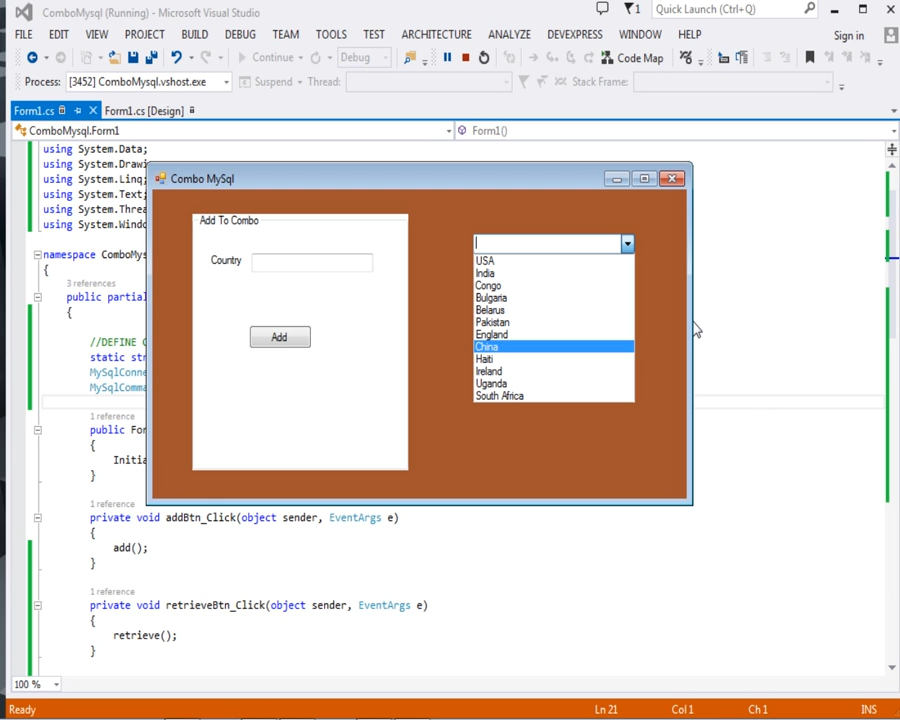 ComboMysql (Running) - Microsoft Visual Studio
1
Quick Launch (Ctrl+Q)
FILE EDIT VIEW PROJECT BUILD DEBUG TEAM TOOLS TEST ARCHITECTURE ANALYZE DEVEXPRESS WINDOW HELP Sign in
Continue Debug Code Map
Process: [3452] ComboMysql.vshost.exe Suspend Thread: Stack Frame:
Form1.cs Form1.cs [Design]
ComboMysql.Form1 Form1()
using System.Data;
using System.Drawi
using System.Linq;
using System.Text;
using System.Threa
using System.Windo
namespace ComboMys
{
3 references
public partial
{
//DEFINE C
static str
MySqlConne
MySqlComma
1 reference
public For
{
Initia
}
1 reference
private void addBtn_Click(object sender, EventArgs e)
{
add();
}
1 reference
private void retrieveBtn_Click(object sender, EventArgs e)
{
retrieve();
}
Combo MySql
Add To Combo
Country
Add
USA
India
Congo
Bulgaria
Belarus
Pakistan
England
China
Haiti
Ireland
Uganda
South Africa
100 %
Ready Ln 21 Col 1 Ch 1 INS